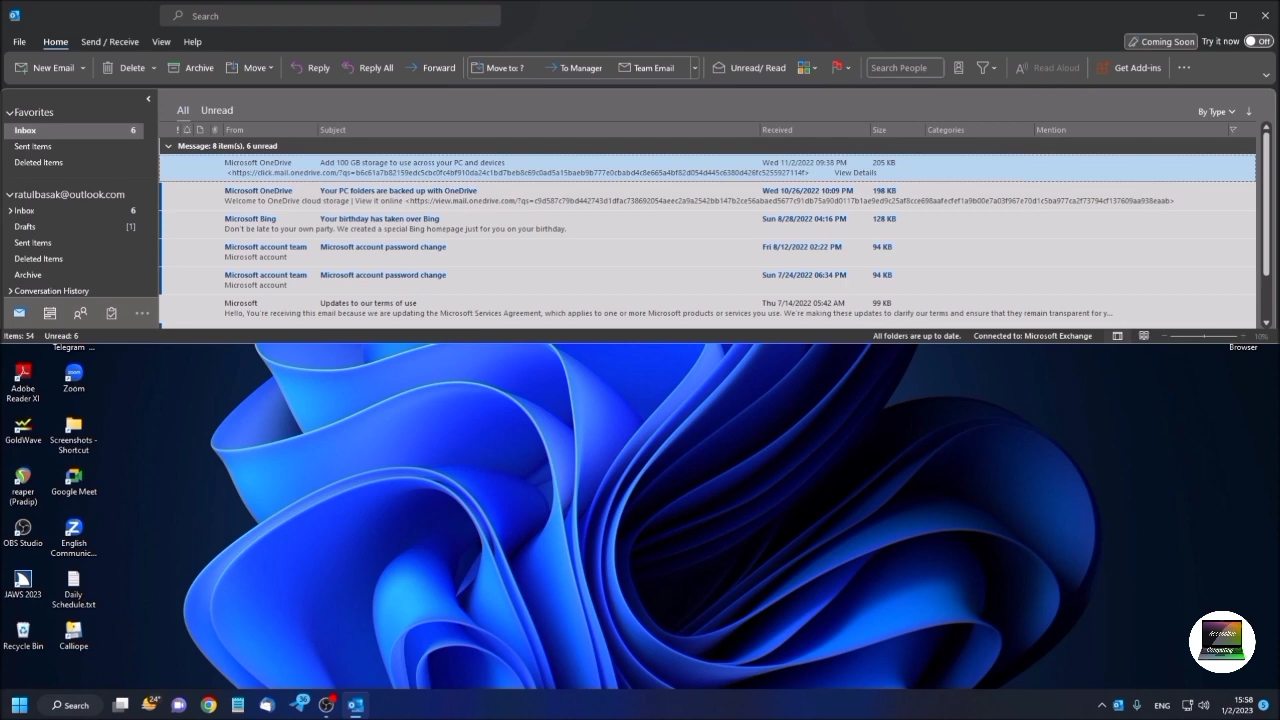 Search
File Home Send / Receive View Help Coming Soon Try it now Off
New Email Delete Archive Move Reply Reply All Forward Move to: ? To Manager Team Email Unread/ Read Search People Read Aloud Get Add-ins
Favorites All Unread By Type
Inbox 6 From Subject Received Size Categories Mention
Sent Items Message: 8 item(s), 6 unread
Deleted Items Microsoft OneDrive Add 100 GB storage to use across your PC and devices Wed 11/2/2022 09:38 PM 205 KB
View Details
ratulbasak@outlook.com Microsoft OneDrive Your PC folders are backed up with OneDrive Wed 10/26/2022 10:09 PM 198 KB
Welcome to OneCloud cloud storage | View it online
Inbox 6 Microsoft Bing Your birthday has taken over Bing Sun 8/28/2022 04:16 PM 128 KB
Drafts [1] Don't be late to your own party. We created a special Bing homepage just for you on your birthday.
Sent Items Microsoft account team Microsoft account password change Fri 8/12/2022 02:22 PM 94 KB
Deleted Items Microsoft account
Archive Microsoft account team Microsoft account password change Sun 7/24/2022 06:34 PM 94 KB
Conversation History Microsoft account
Microsoft Updates to our terms of use Thu 7/14/2022 05:42 AM 99 KB
Hello, You're receiving this email because we are updating the Microsoft Services Agreement, which applies to one or more Microsoft products or services you use. We're making these updates to clarify our terms and ensure that they remain transparent for y...
Items: 54 Unread: 6 All folders are up to date. Connected to: Microsoft Exchange 10%
Telegram ... Browser
Adobe Reader XI Zoom
GoldWave Screenshots - Shortcut
reaper (Pradip) Google Meet
OBS Studio English Communic...
JAWS 2023 Daily Schedule.txt
Recycle Bin Calliope
Computing
Search 24° 36 ENG 15:58 5
1/2/2023